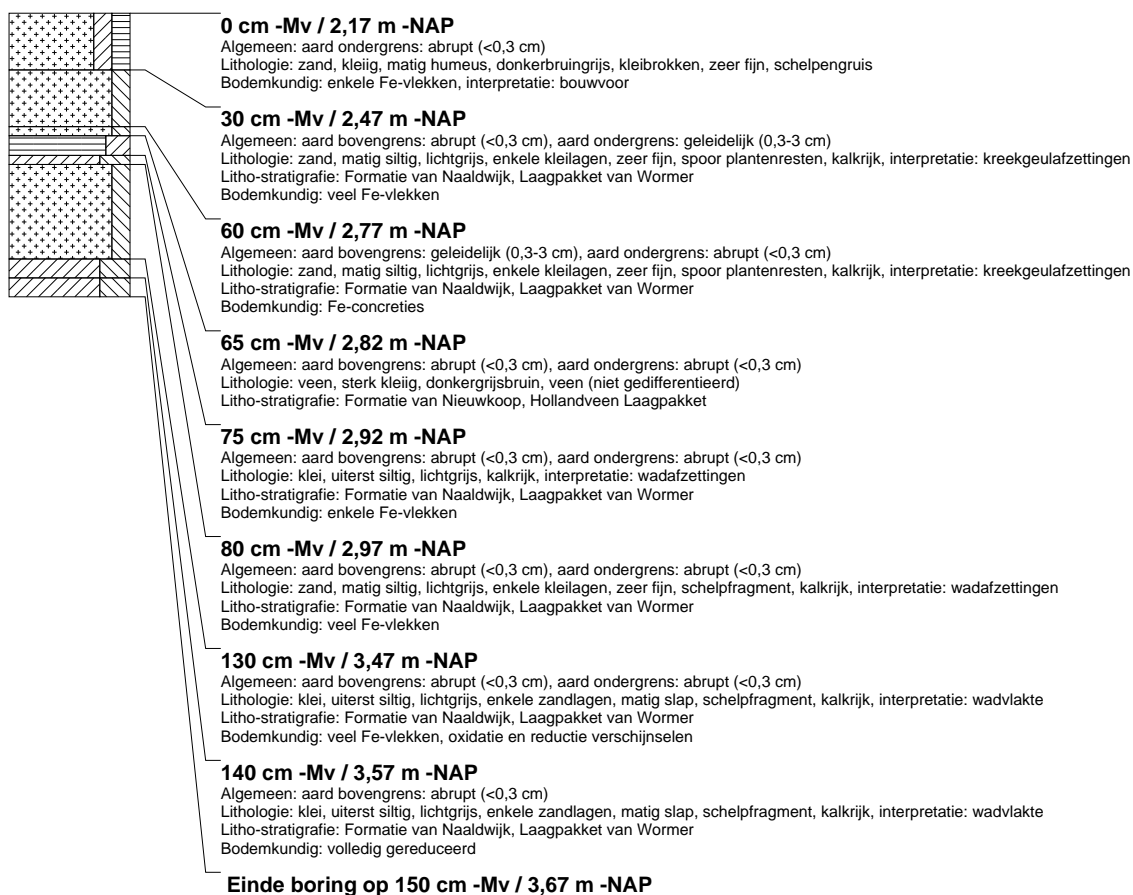 0 cm -Mv / 2,17 m -NAP
Algemeen: aard ondergrens: abrupt (<0,3 cm)
Lithologie: zand, kleiig, matig humeus, donkerbruingrijs, kleibrokken, zeer fijn, schelpengruis
Bodemkundig: enkele Fe-vlekken, interpretatie: bouwvoor
30 cm -Mv / 2,47 m -NAP
Algemeen: aard bovengrens: abrupt (<0,3 cm), aard ondergrens: geleidelijk (0,3-3 cm)
Lithologie: zand, matig siltig, lichtgrijs, enkele kleilagen, zeer fijn, spoor plantenresten, kalkrijk, interpretatie: kreekgeulafzettingen
Litho-stratigrafie: Formatie van Naaldwijk, Laagpakket van Wormer
Bodemkundig: veel Fe-vlekken
60 cm -Mv / 2,77 m -NAP
Algemeen: aard bovengrens: geleidelijk (0,3-3 cm), aard ondergrens: abrupt (<0,3 cm)
Lithologie: zand, matig siltig, lichtgrijs, enkele kleilagen, zeer fijn, spoor plantenresten, kalkrijk, interpretatie: kreekgeulafzettingen
Litho-stratigrafie: Formatie van Naaldwijk, Laagpakket van Wormer
Bodemkundig: Fe-concreties
65 cm -Mv / 2,82 m -NAP
Algemeen: aard bovengrens: abrupt (<0,3 cm), aard ondergrens: abrupt (<0,3 cm)
Lithologie: veen, sterk kleiig, donkergrijsbruin, veen (niet gedifferentieerd)
Litho-stratigrafie: Formatie van Nieuwkoop, Hollandveen Laagpakket
75 cm -Mv / 2,92 m -NAP
Algemeen: aard bovengrens: abrupt (<0,3 cm), aard ondergrens: abrupt (<0,3 cm)
Lithologie: klei, uiterst siltig, lichtgrijs, kalkrijk, interpretatie: wadafzettingen
Litho-stratigrafie: Formatie van Naaldwijk, Laagpakket van Wormer
Bodemkundig: enkele Fe-vlekken
80 cm -Mv / 2,97 m -NAP
Algemeen: aard bovengrens: abrupt (<0,3 cm), aard ondergrens: abrupt (<0,3 cm)
Lithologie: zand, matig siltig, lichtgrijs, enkele kleilagen, zeer fijn, schelpfragment, kalkrijk, interpretatie: wadafzettingen
Litho-stratigrafie: Formatie van Naaldwijk, Laagpakket van Wormer
Bodemkundig: veel Fe-vlekken
130 cm -Mv / 3,47 m -NAP
Algemeen: aard bovengrens: abrupt (<0,3 cm), aard ondergrens: abrupt (<0,3 cm)
Lithologie: klei, uiterst siltig, lichtgrijs, enkele zandlagen, matig slap, schelpfragment, kalkrijk, interpretatie: wadvlakte
Litho-stratigrafie: Formatie van Naaldwijk, Laagpakket van Wormer
Bodemkundig: veel Fe-vlekken, oxidatie en reductie verschijnselen
140 cm -Mv / 3,57 m -NAP
Algemeen: aard bovengrens: abrupt (<0,3 cm)
Lithologie: klei, uiterst siltig, lichtgrijs, enkele zandlagen, matig slap, schelpfragment, kalkrijk, interpretatie: wadvlakte
Litho-stratigrafie: Formatie van Naaldwijk, Laagpakket van Wormer
Bodemkundig: volledig gereduceerd
Einde boring op 150 cm -Mv / 3,67 m -NAP